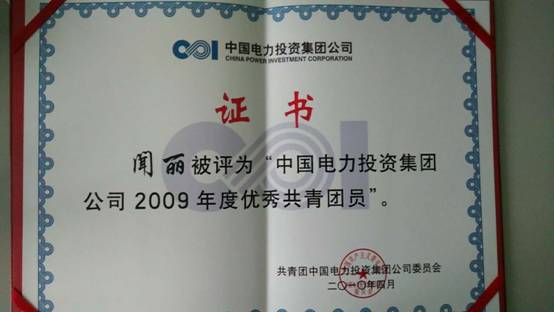 CPI 中国电力投资集团公司
CHINA POWER INVESTMENT CORPORATION
证书
闻丽被评为“中国电力投资集团
公司2009年度优秀共青团员”。
共青团中国电力投资集团公司委员会
二〇一〇年四月